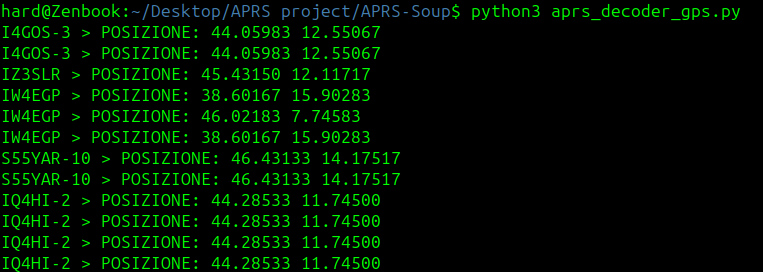 hard@Zenbook:~/Desktop/APRS project/APRS-Soup$ python3 aprs_decoder_gps.py
I4GOS-3 > POSIZIONE: 44.05983 12.55067
I4GOS-3 > POSIZIONE: 44.05983 12.55067
IZ3SLR > POSIZIONE: 45.43150 12.11717
IW4EGP > POSIZIONE: 38.60167 15.90283
IW4EGP > POSIZIONE: 46.02183 7.74583
IW4EGP > POSIZIONE: 38.60167 15.90283
S55YAR-10 > POSIZIONE: 46.43133 14.17517
S55YAR-10 > POSIZIONE: 46.43133 14.17517
IQ4HI-2 > POSIZIONE: 44.28533 11.74500
IQ4HI-2 > POSIZIONE: 44.28533 11.74500
IQ4HI-2 > POSIZIONE: 44.28533 11.74500
IQ4HI-2 > POSIZIONE: 44.28533 11.74500